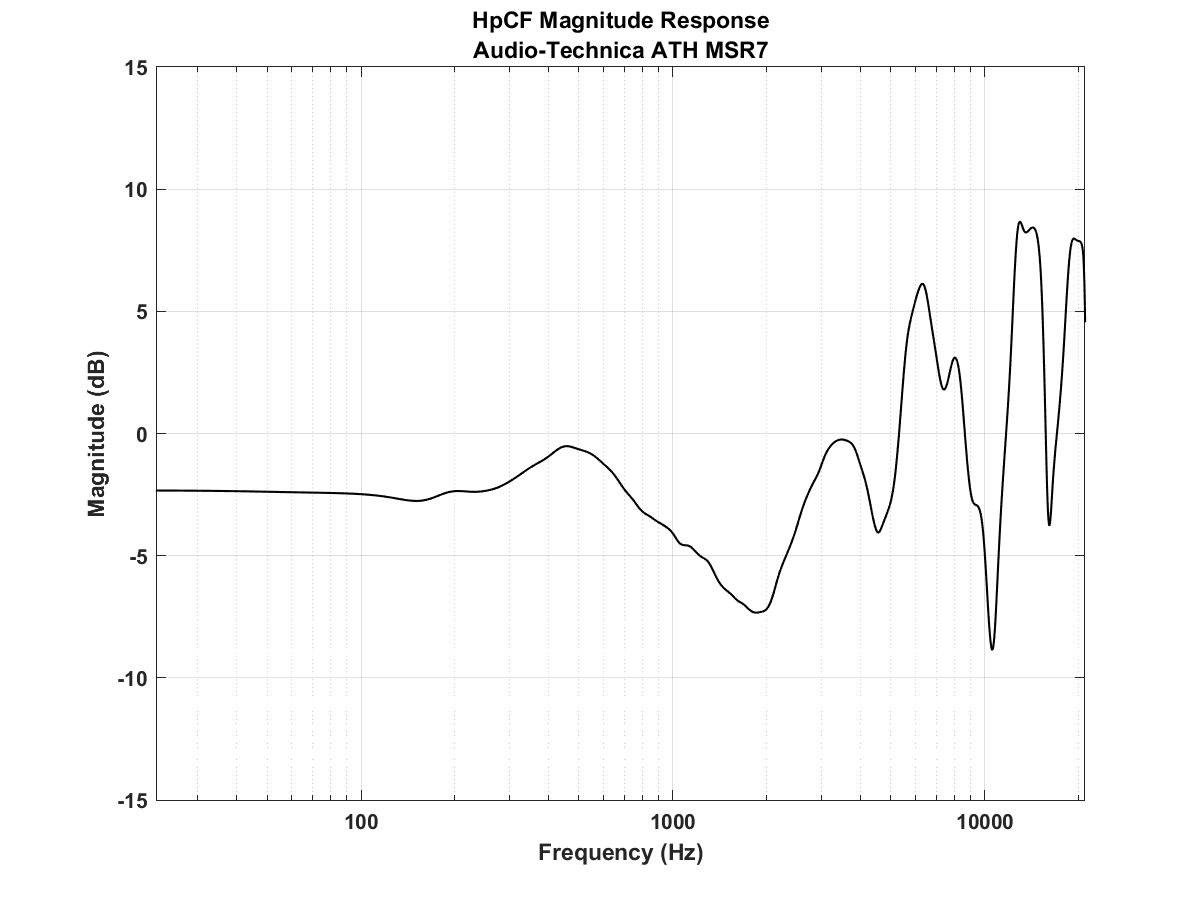 HpCF Magnitude Response
Audio-Technica ATH MSR7
15
10
5
0
-5
-10
-15
Magnitude (dB)
100
1000
10000
Frequency (Hz)